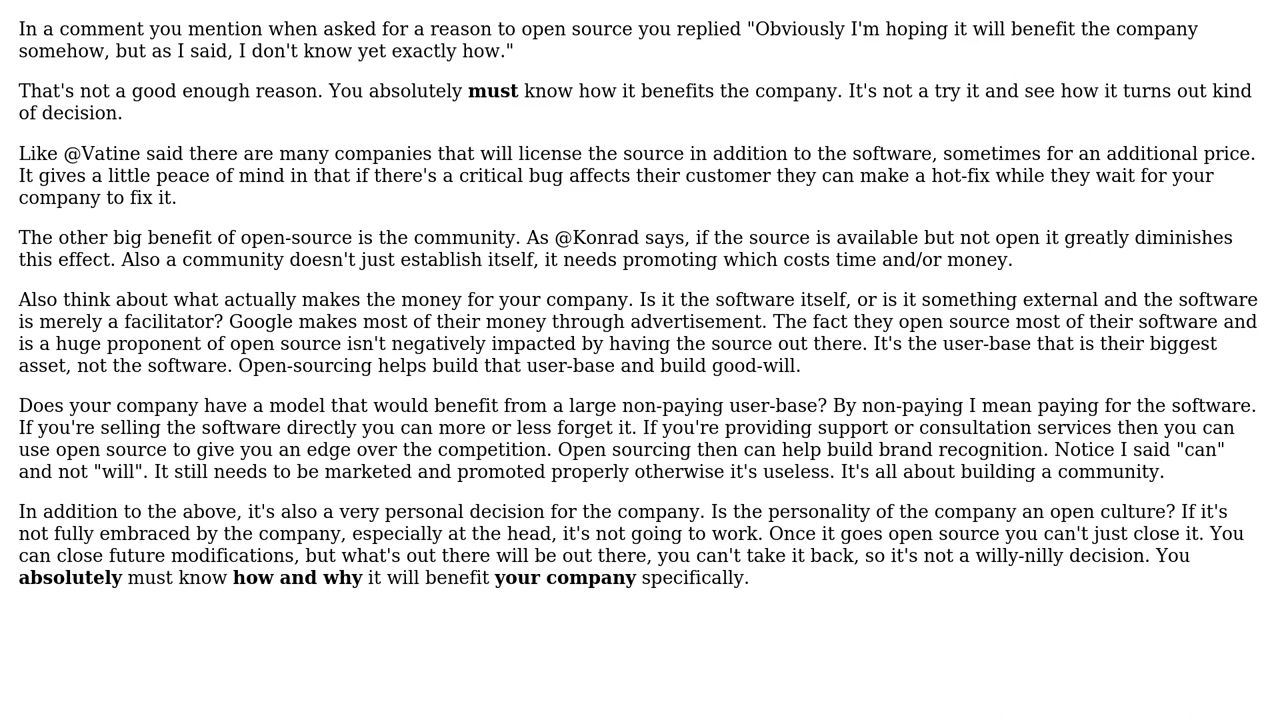 In a comment you mention when asked for a reason to open source you replied "Obviously I'm hoping it will benefit the company
somehow, but as I said, I don't know yet exactly how."
That's not a good enough reason. You absolutely must know how it benefits the company. It's not a try it and see how it turns out kind
of decision.
Like @Vatine said there are many companies that will license the source in addition to the software, sometimes for an additional price.
It gives a little peace of mind in that if there's a critical bug affects their customer they can make a hot-fix while they wait for your
company to fix it.
The other big benefit of open-source is the community. As @Konrad says, if the source is available but not open it greatly diminishes
this effect. Also a community doesn't just establish itself, it needs promoting which costs time and/or money.
Also think about what actually makes the money for your company. Is it the software itself, or is it something external and the software
is merely a facilitator? Google makes most of their money through advertisement. The fact they open source most of their software and
is a huge proponent of open source isn't negatively impacted by having the source out there. It's the user-base that is their biggest
asset, not the software. Open-sourcing helps build that user-base and build good-will.
Does your company have a model that would benefit from a large non-paying user-base? By non-paying I mean paying for the software.
If you're selling the software directly you can more or less forget it. If you're providing support or consultation services then you can
use open source to give you an edge over the competition. Open sourcing then can help build brand recognition. Notice I said "can"
and not "will". It still needs to be marketed and promoted properly otherwise it's useless. It's all about building a community.
In addition to the above, it's also a very personal decision for the company. Is the personality of the company an open culture? If it's
not fully embraced by the company, especially at the head, it's not going to work. Once it goes open source you can't just close it. You
can close future modifications, but what's out there will be out there, you can't take it back, so it's not a willy-nilly decision. You
absolutely must know how and why it will benefit your company specifically.